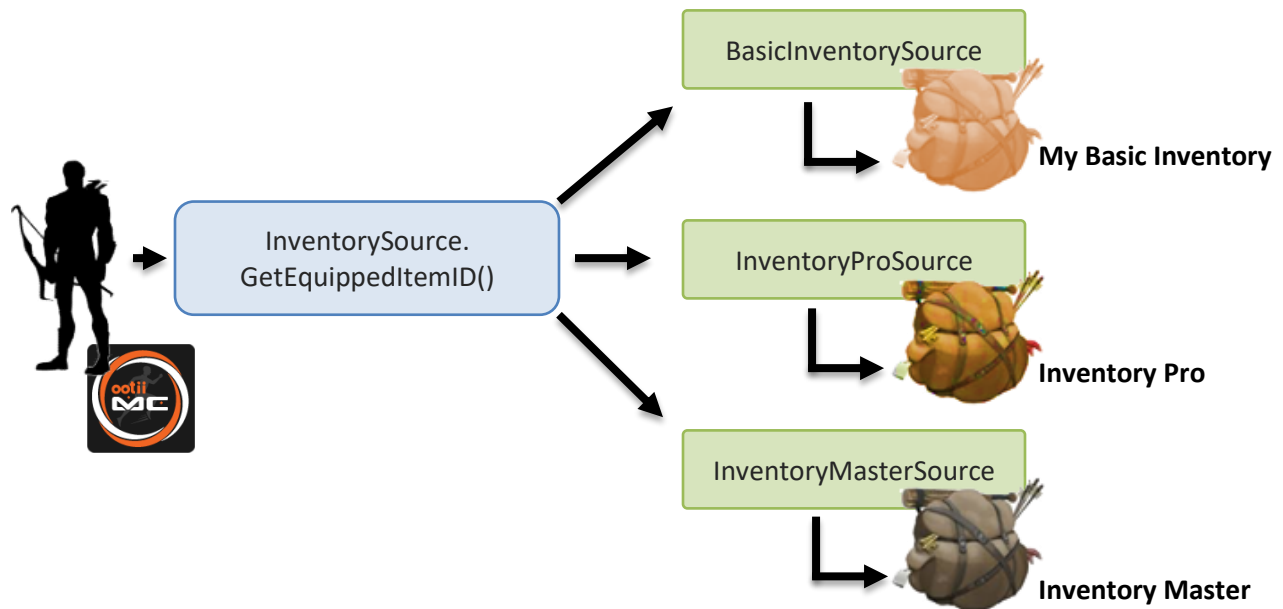 BasicInventorySource
My Basic Inventory
InventorySource.
GetEquippedItemID()
InventoryProSource
Inventory Pro
ootii
MC
InventoryMasterSource
Inventory Master